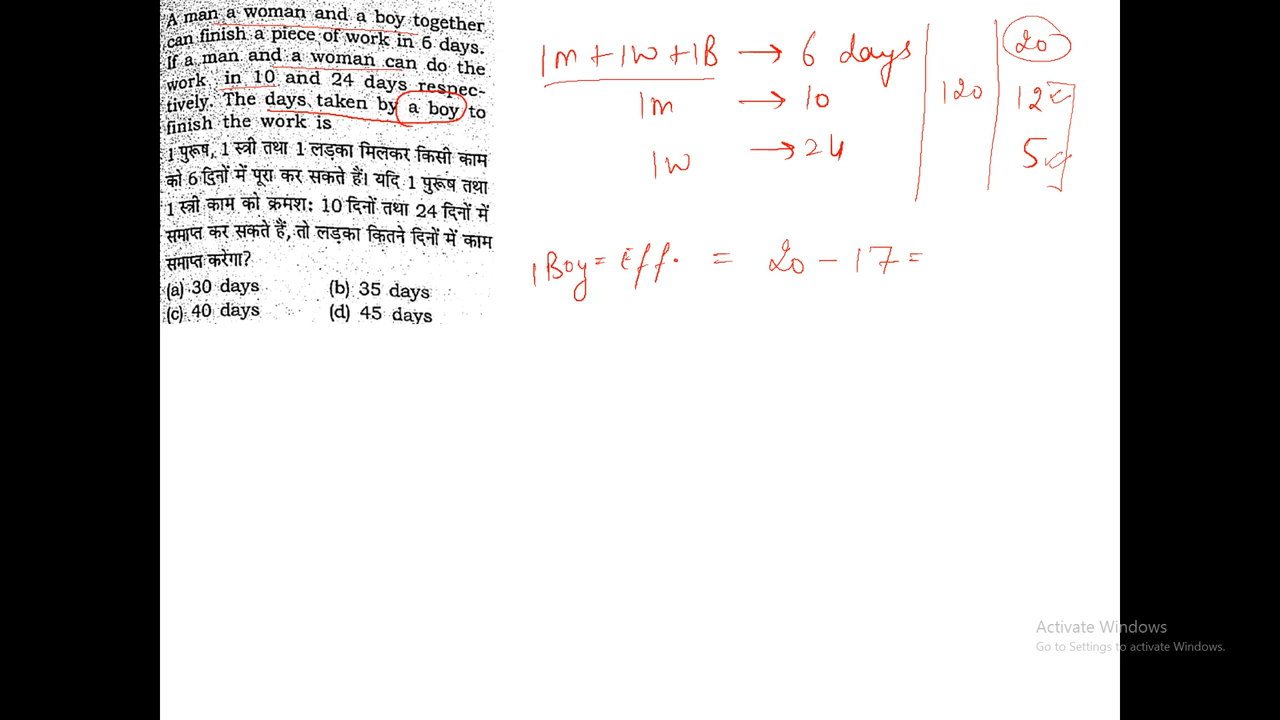 A man a woman and a boy together
can finish a piece of work in 6 days.
If a man and a woman can do the
work in 10 and 24 days respec-
tively. The days taken by a boy to
finish the work is
1 पुरूष, 1 स्त्री तथा 1 लड़का मिलकर किसी काम
को 6 दिनों में पूरा कर सकते हैं। यदि 1 पुरूष तथा
1 स्त्री काम को क्रमश: 10 दिनों तथा 24 दिनों में
समाप्त कर सकते हैं, तो लड़का कितने दिनों में काम
समाप्त करेगा?
(a) 30 days (b) 35 days
(c) 40 days (d) 45 days
1m + 1w + 1B → 6 days 20
1m → 10 120 12
1w → 24 5
1 Boy = Eff. = 20 - 17 =
Activate Windows
Go to Settings to activate Windows.